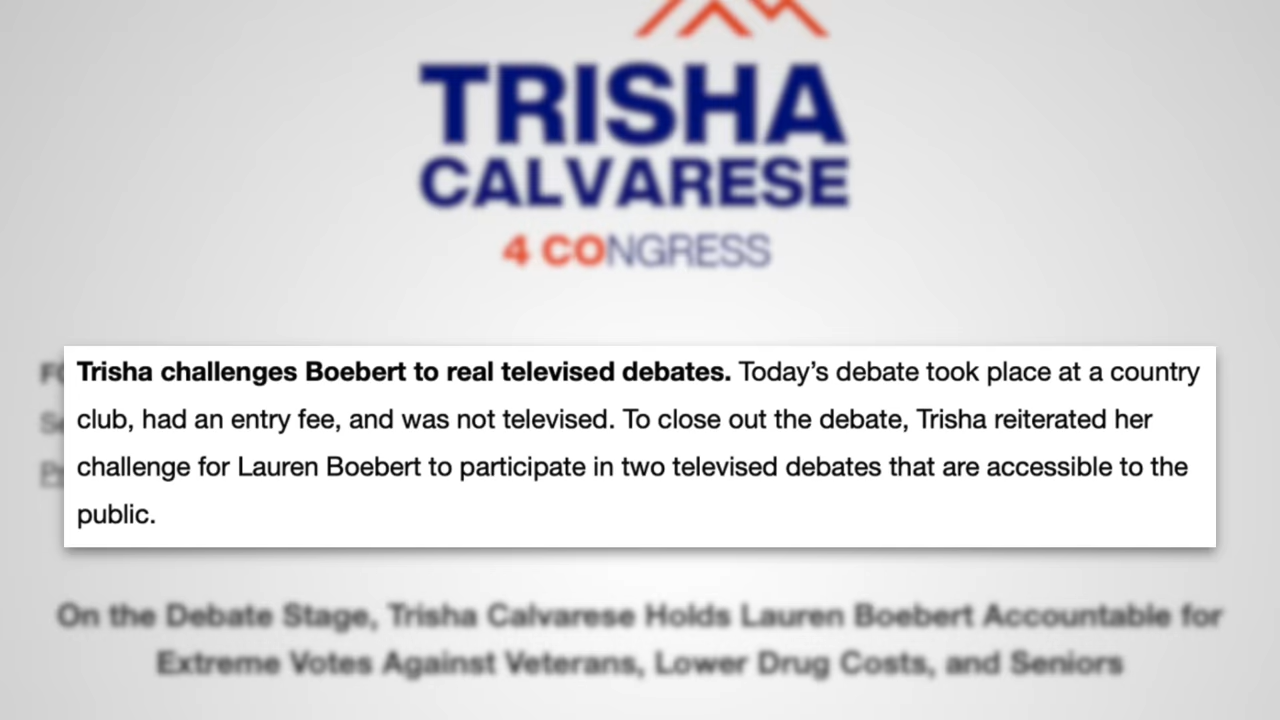 TRISHA
CALVARESE
4 CONGRESS
Trisha challenges Boebert to real televised debates. Today’s debate took place at a country
club, had an entry fee, and was not televised. To close out the debate, Trisha reiterated her
challenge for Lauren Boebert to participate in two televised debates that are accessible to the
public.
On the Debate Stage, Trisha Calvarese Holds Lauren Boebert Accountable for
Extreme Votes Against Veterans, Lower Drug Costs, and Seniors